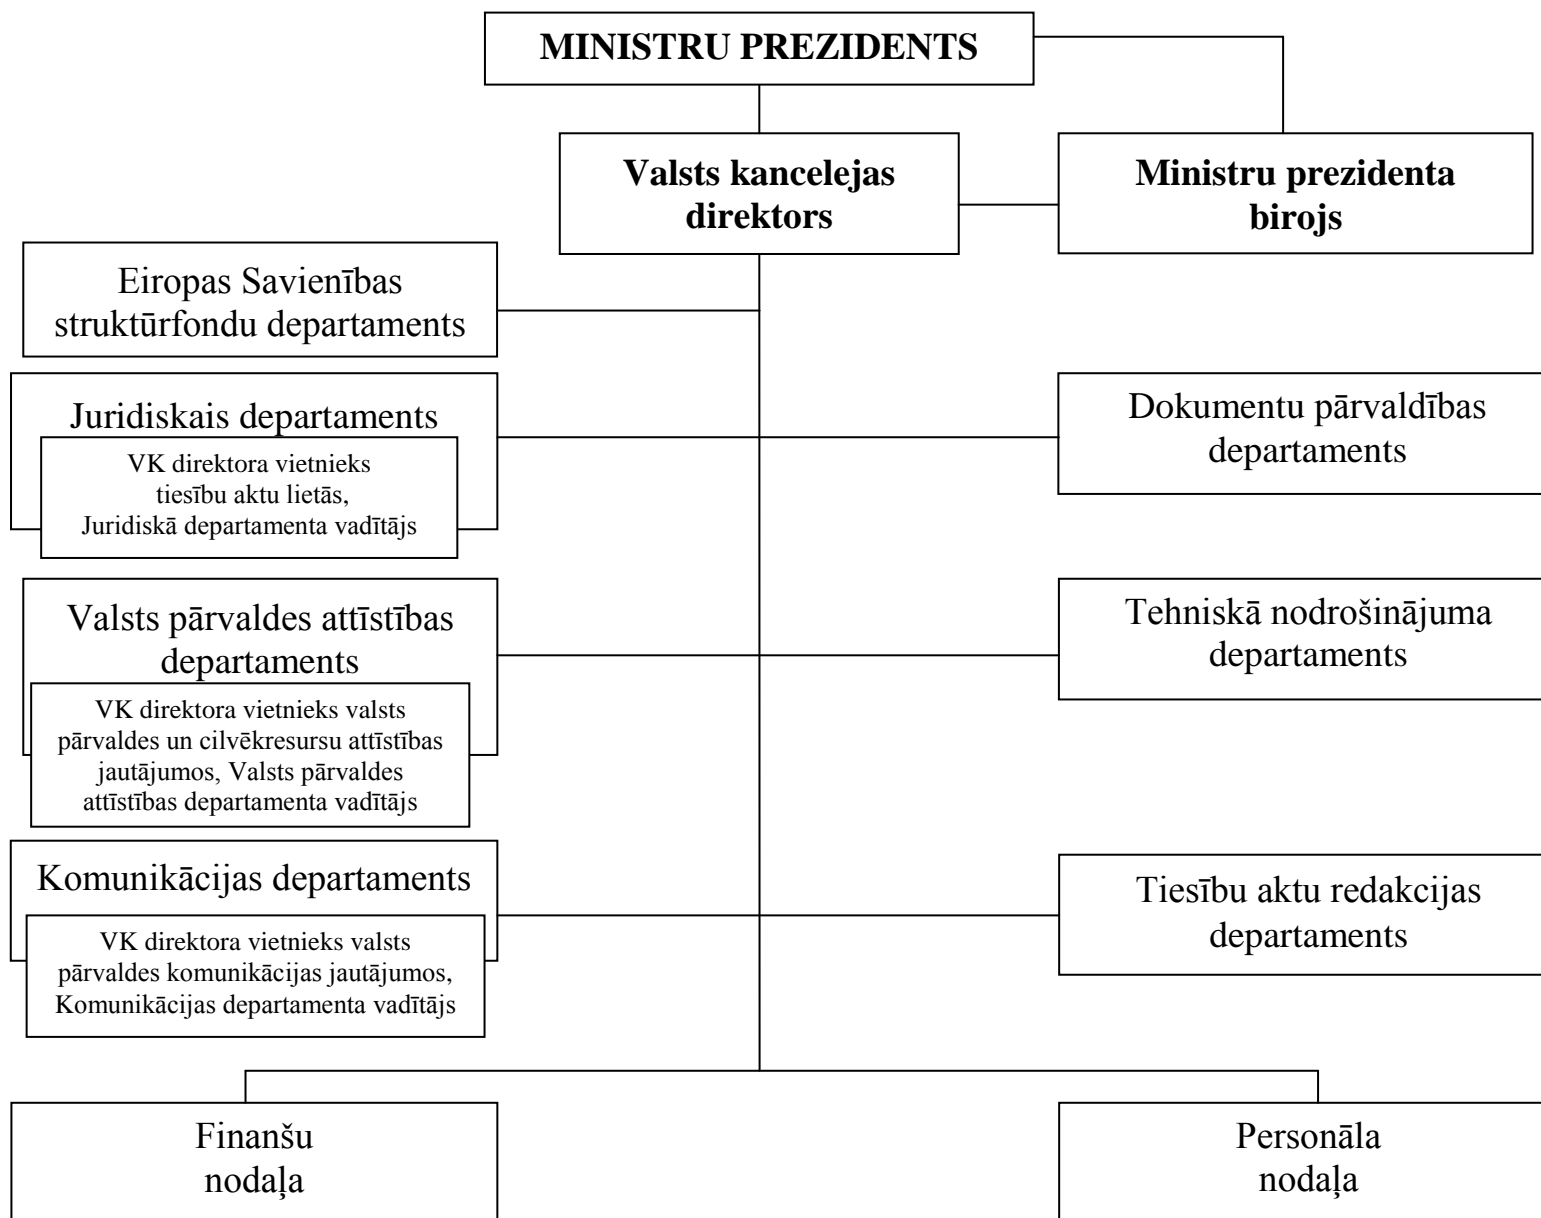 MINISTRU PREZIDENTS
Valsts kancelejas
direktors
Ministru prezidenta
birojs
Eiropas Savienības
struktūrfondu departaments
Juridiskais departaments
VK direktora vietnieks
tiesību aktu lietās,
Juridiskā departamenta vadītājs
Dokumentu pārvaldības
departaments
Valsts pārvaldes attīstības
departaments
VK direktora vietnieks valsts
pārvaldes un cilvēkresursu attīstības
jautājumos, Valsts pārvaldes
attīstības departamenta vadītājs
Tehniskā nodrošinājuma
departaments
Komunikācijas departaments
VK direktora vietnieks valsts
pārvaldes komunikācijas jautājumos,
Komunikācijas departamenta vadītājs
Tiesību aktu redakcijas
departaments
Finanšu
nodaļa
Personāla
nodaļa